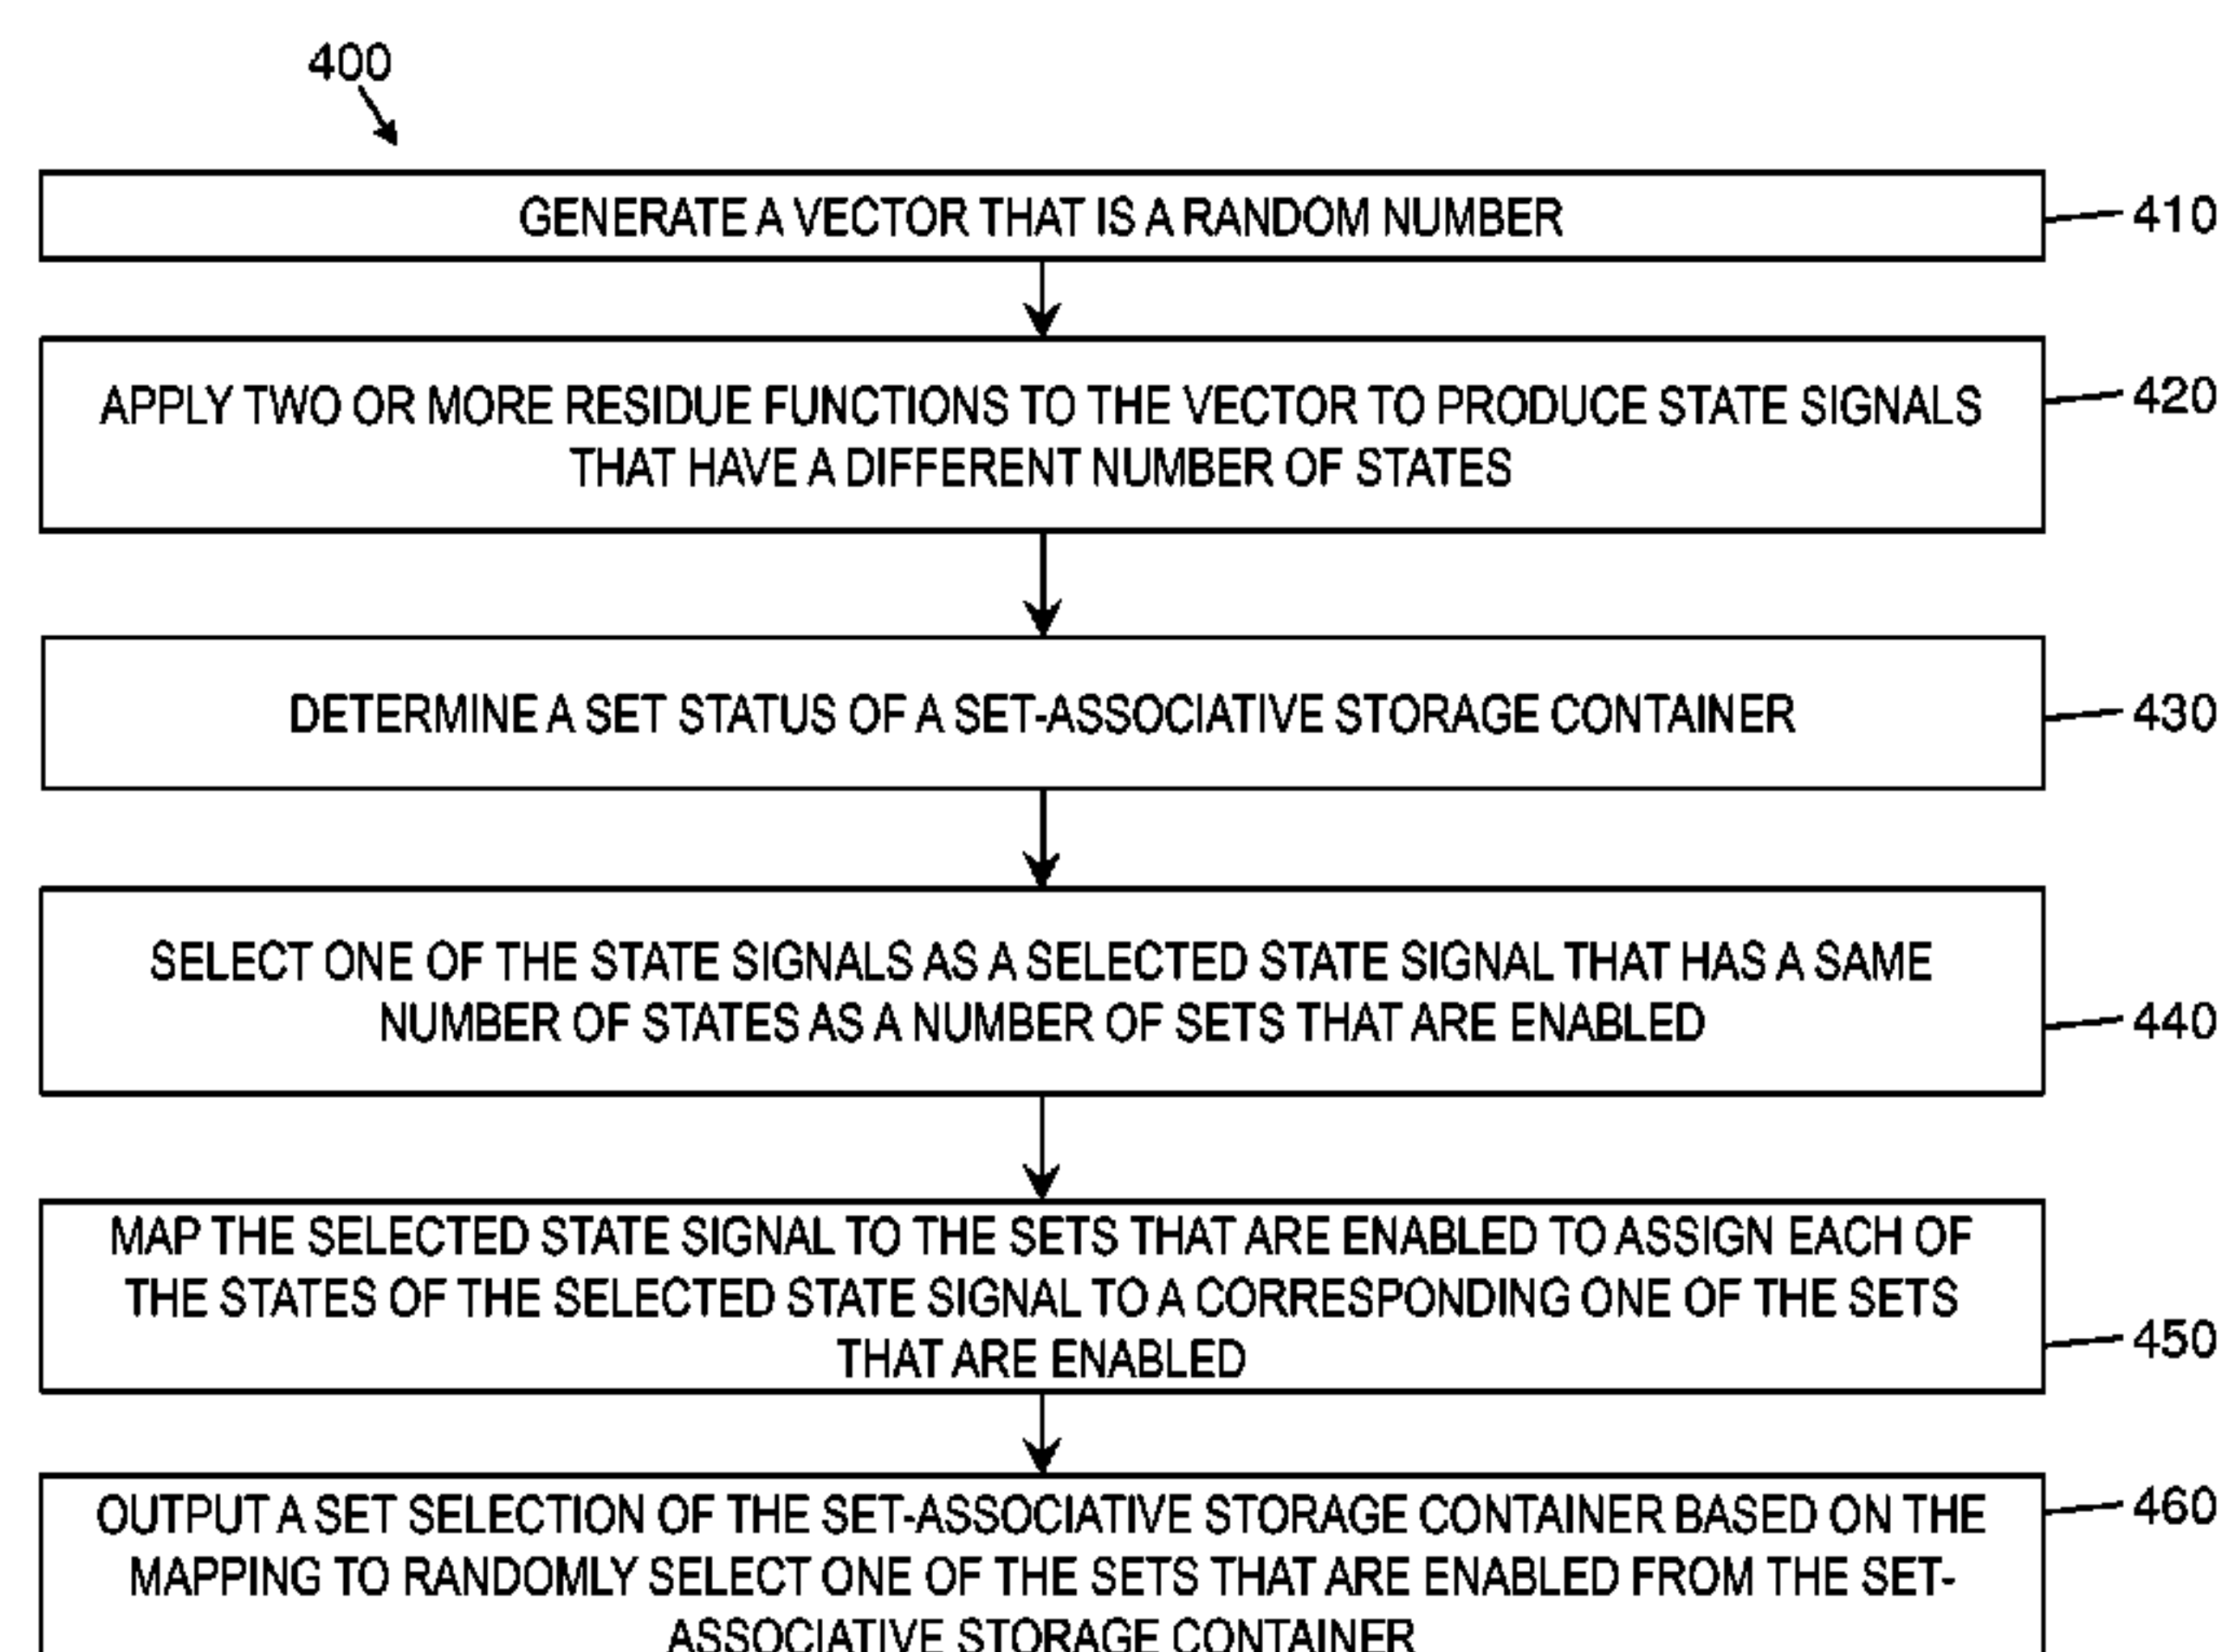 400
GENERATE A VECTOR THAT IS A RANDOM NUMBER
410
APPLY TWO OR MORE RESIDUE FUNCTIONS TO THE VECTOR TO PRODUCE STATE SIGNALS
THAT HAVE A DIFFERENT NUMBER OF STATES
420
DETERMINE A SET STATUS OF A SET-ASSOCIATIVE STORAGE CONTAINER
430
SELECT ONE OF THE STATE SIGNALS AS A SELECTED STATE SIGNAL THAT HAS A SAME
NUMBER OF STATES AS A NUMBER OF SETS THAT ARE ENABLED
440
MAP THE SELECTED STATE SIGNAL TO THE SETS THAT ARE ENABLED TO ASSIGN EACH OF
THE STATES OF THE SELECTED STATE SIGNAL TO A CORRESPONDING ONE OF THE SETS
THAT ARE ENABLED
450
OUTPUT A SET SELECTION OF THE SET-ASSOCIATIVE STORAGE CONTAINER BASED ON THE
MAPPING TO RANDOMLY SELECT ONE OF THE SETS THAT ARE ENABLED FROM THE SET-
ASSOCIATIVE STORAGE CONTAINER
460